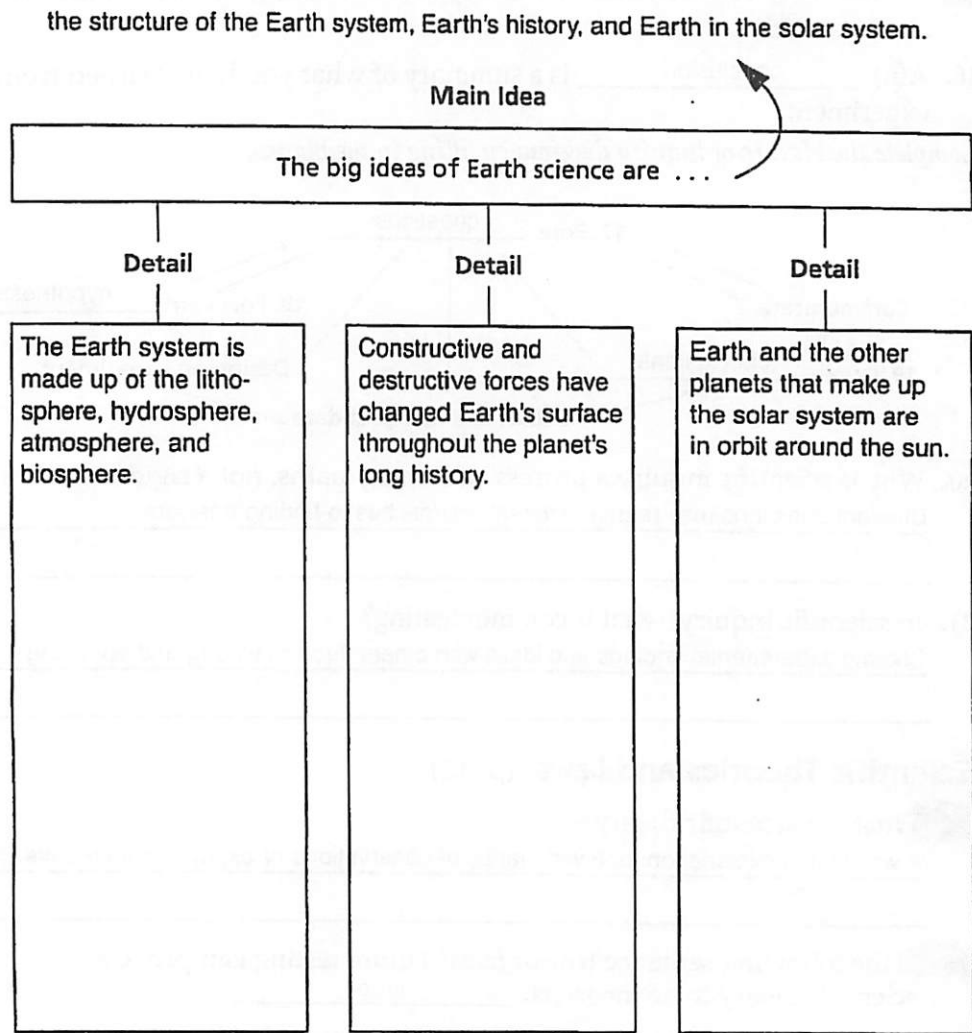 the structure of the Earth system, Earth's history, and Earth in the solar system.
Main Idea
The big ideas of Earth science are ...
Detail
Detail
Detail
The Earth system is
made up of the litho-
sphere, hydrosphere,
atmosphere, and
biosphere.
Constructive and
destructive forces have
changed Earth's surface
throughout the planet's
long history.
Earth and the other
planets that make up
the solar system are
in orbit around the sun.